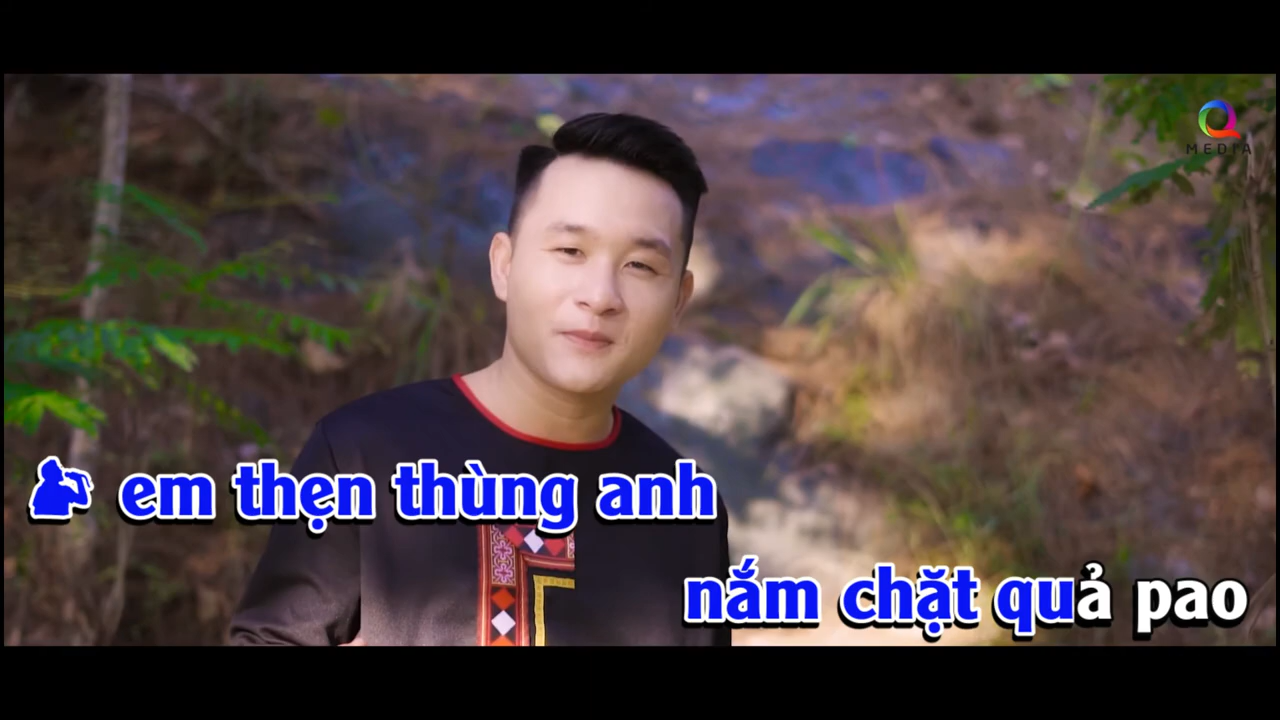 Q
MEDIA
em thẹn thùng anh
nắm chặt quả pao